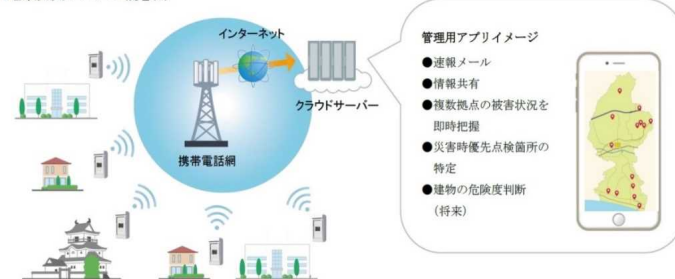 インターネット
クラウドサーバー
携帯電話網
管理用アプリイメージ
●速報メール
●情報共有
●複数拠点の被害状況を
即時把握
●災害時優先点検箇所の
特定
●建物の危険度判断
(将来)